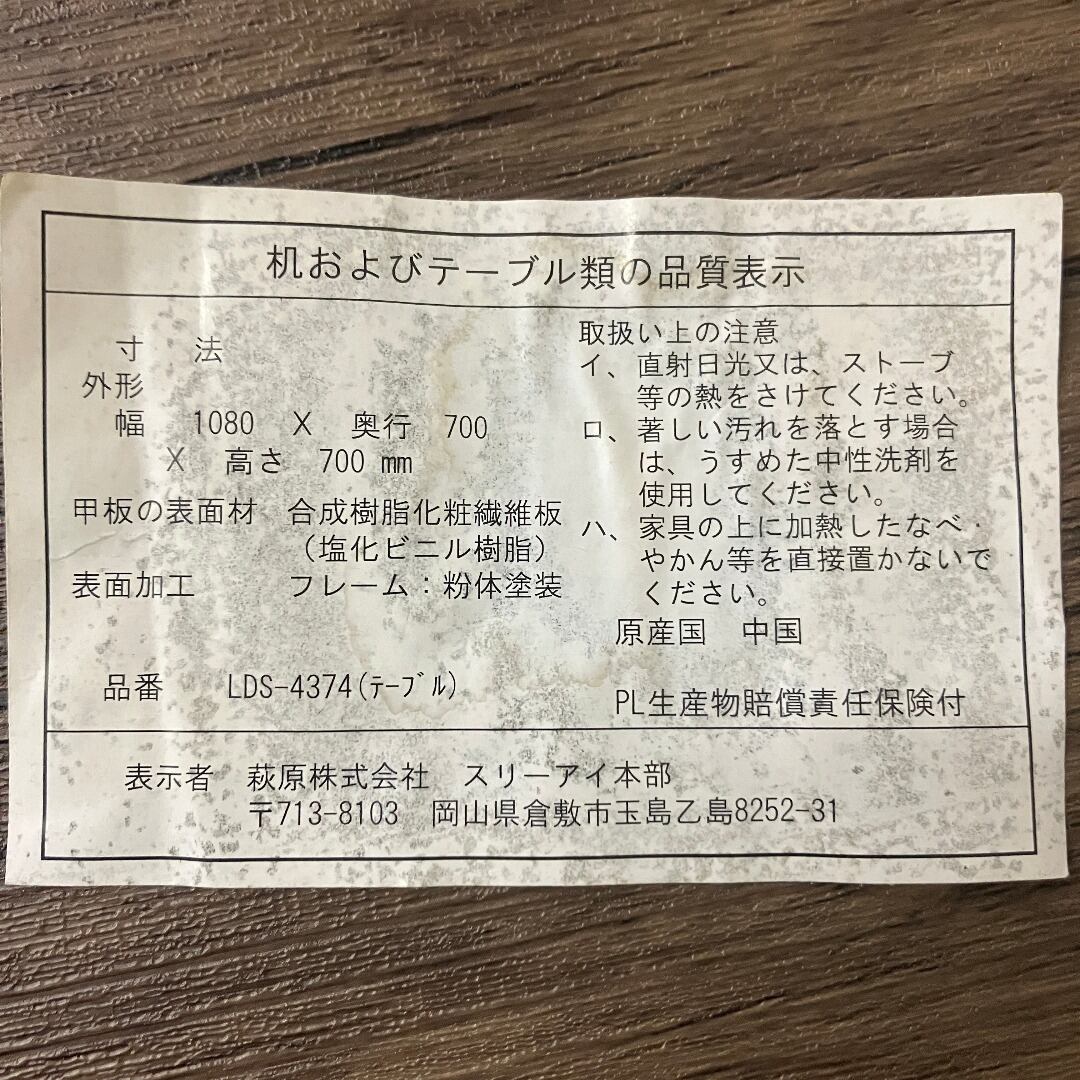 机およびテーブル類の品質表示
寸 法
外形
幅 1080 X 奥行 700
X 高さ 700 mm
甲板の表面材 合成樹脂化粧繊維板
(塩化ビニル樹脂)
表面加工 フレーム:粉体塗装
品番 LDS-4374(ﾃｰﾌﾞﾙ)
取扱い上の注意
イ、直射日光又は、ストーブ
等の熱をさけてください。
ロ、著しい汚れを落とす場合
は、うすめた中性洗剤を
使用してください。
ハ、家具の上に加熱したなべ・
やかん等を直接置かないで
ください。
原産国 中国
PL生産物賠償責任保険付
表示者 萩原株式会社 スリーアイ本部
〒713-8103 岡山県倉敷市玉島乙島8252-31